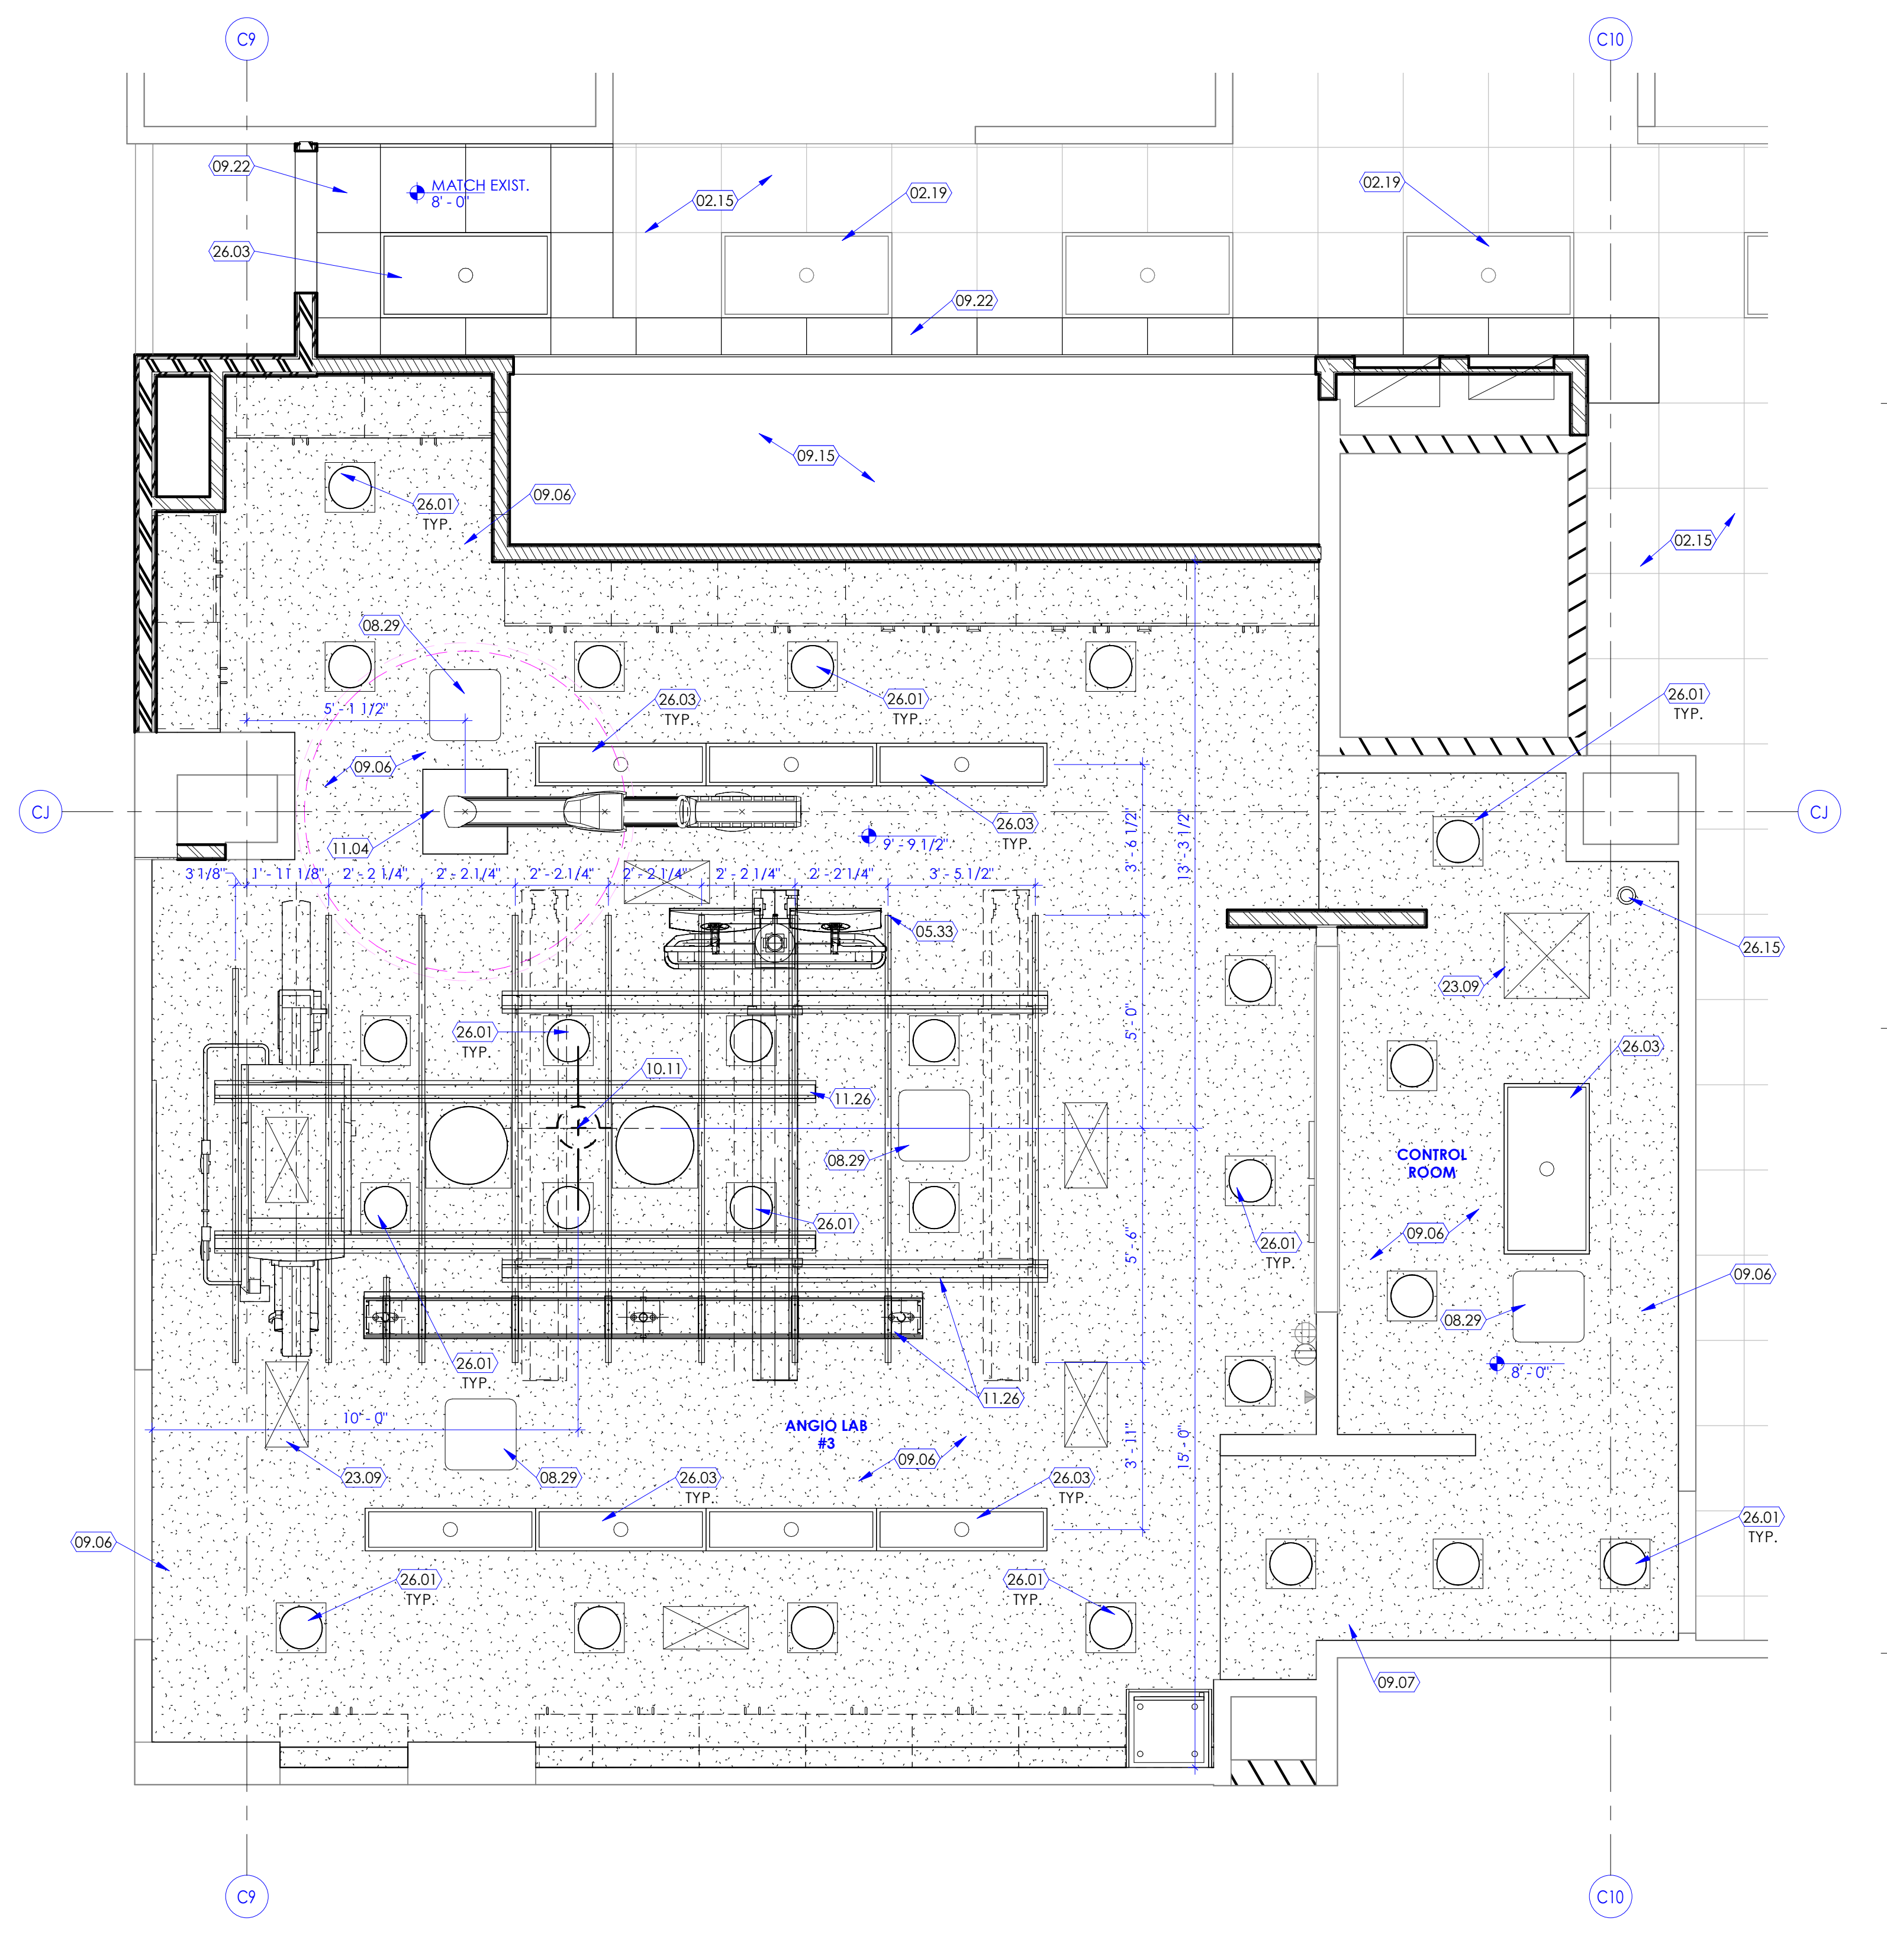 C9
C10
09.22
MATCH EXIST.
8' - 0"
02.15
02.19
02.19
26.03
09.22
09.15
26.01
TYP.
09.06
02.15
08.29
5' - 1 1/2"
26.03
TYP.
26.01
TYP.
26.01
TYP.
09.06
CJ
CJ
11.04
26.03
TYP.
9' - 9 1/2"
3' - 6 1/2"
13' - 3 1/2"
3 1/8"
1' - 11 1/8"
2' - 2 1/4"
2' - 2 1/4"
2' - 2 1/4"
2' - 2 1/4"
2' - 2 1/4"
2' - 2 1/4"
3' - 5 1/2"
05.33
26.15
23.09
26.01
TYP.
5' - 0"
26.03
10.11
11.26
08.29
CONTROL
ROOM
26.01
09.06
26.01
TYP.
5' - 6"
09.06
08.29
26.01
TYP.
8' - 0"
11.26
10' - 0"
ANGIO LAB
#3
3' - 11"
15' - 0"
23.09
08.29
26.03
TYP.
09.06
26.03
TYP.
09.06
26.01
TYP.
26.01
TYP.
26.01
TYP.
09.07
C9
C10